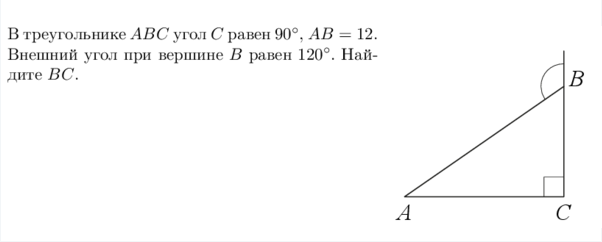 В треугольнике ABC угол C равен 90°, AB = 12.
Внешний угол при вершине B равен 120°. Най-
дите BC.
B
A
C